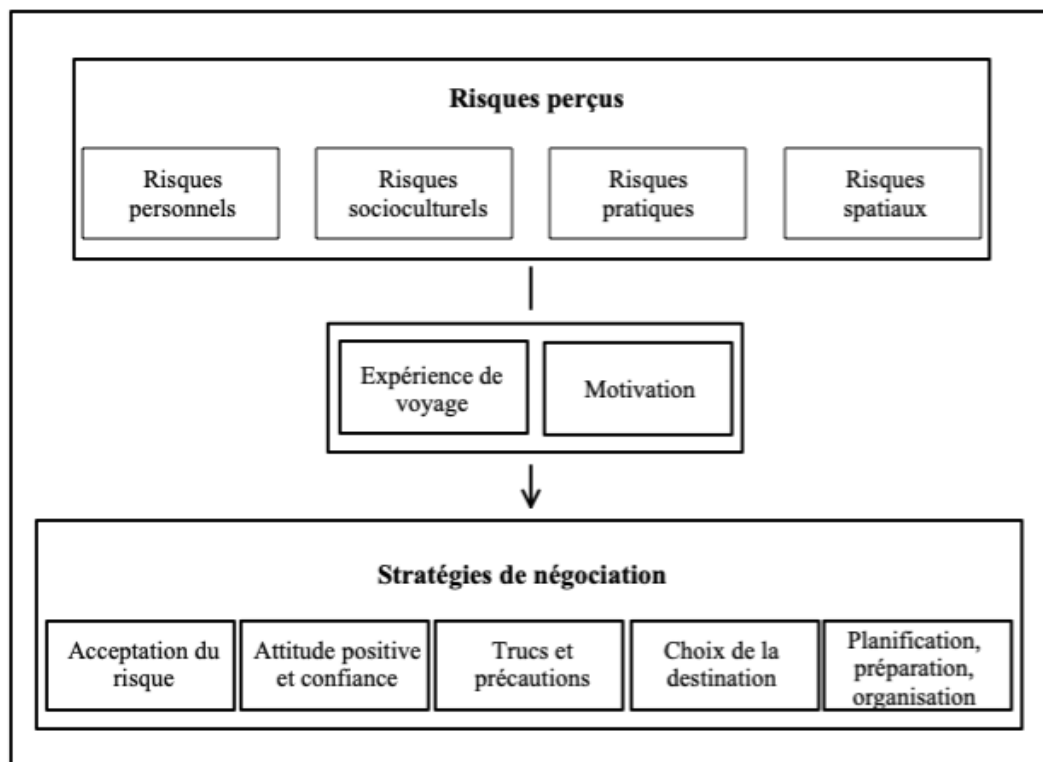 Risques perçus
Risques
personnels
Risques
socioculturels
Risques
pratiques
Risques
spatiaux
Expérience de
voyage
Motivation
Stratégies de négociation
Acceptation du
risque
Attitude positive
et confiance
Trucs et
précautions
Choix de la
destination
Planification,
préparation,
organisation